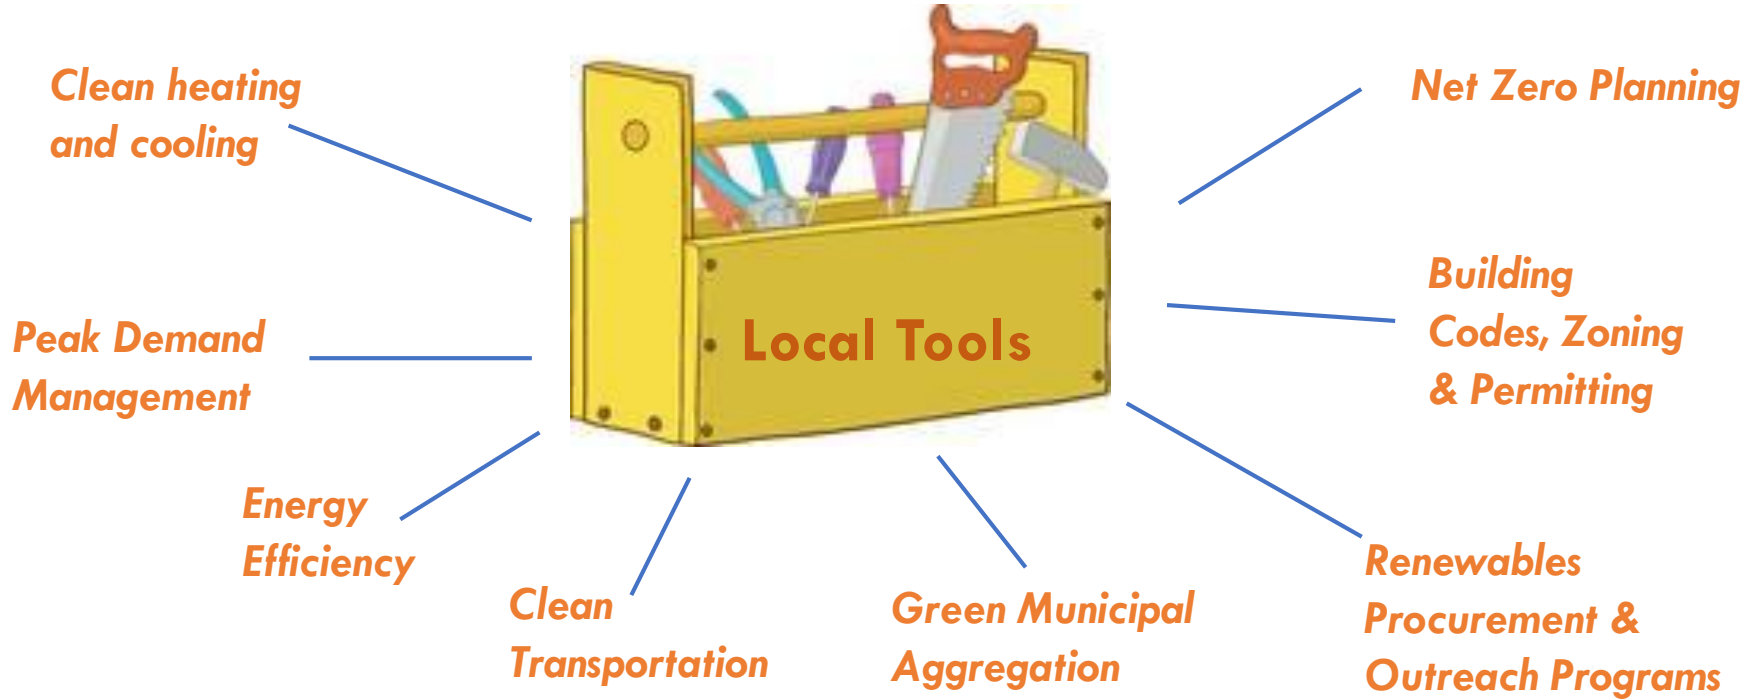 Clean heating
and cooling
Net Zero Planning
Building
Codes, Zoning
& Permitting
Local Tools
Peak Demand
Management
Energy
Efficiency
Clean
Transportation
Green Municipal
Aggregation
Renewables
Procurement &
Outreach Programs